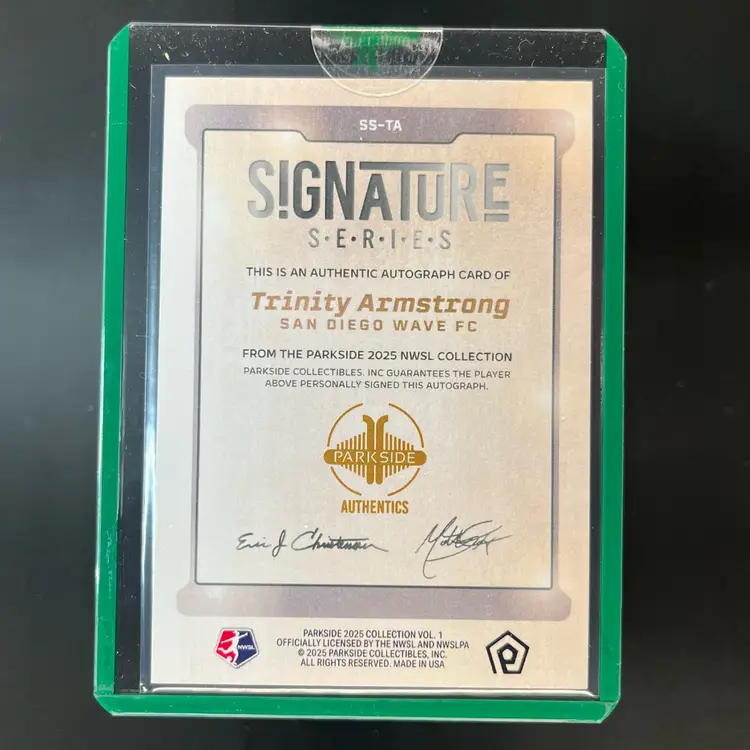 SS-TA
SIGNATURE
S·E·R·I·E·S
THIS IS AN AUTHENTIC AUTOGRAPH CARD OF
Trinity Armstrong
SAN DIEGO WAVE FC
FROM THE PARKSIDE 2025 NWSL COLLECTION
PARKSIDE COLLECTIBLES, INC GUARANTEES THE PLAYER
ABOVE PERSONALLY SIGNED THIS AUTOGRAPH.
PARKSIDE
AUTHENTICS
Eric J Christensen
NWSL
PARKSIDE 2025 COLLECTION VOL. 1
OFFICIALLY LICENSED BY THE NWSL AND NWSLPA
© 2025 PARKSIDE COLLECTIBLES, INC.
ALL RIGHTS RESERVED. MADE IN USA